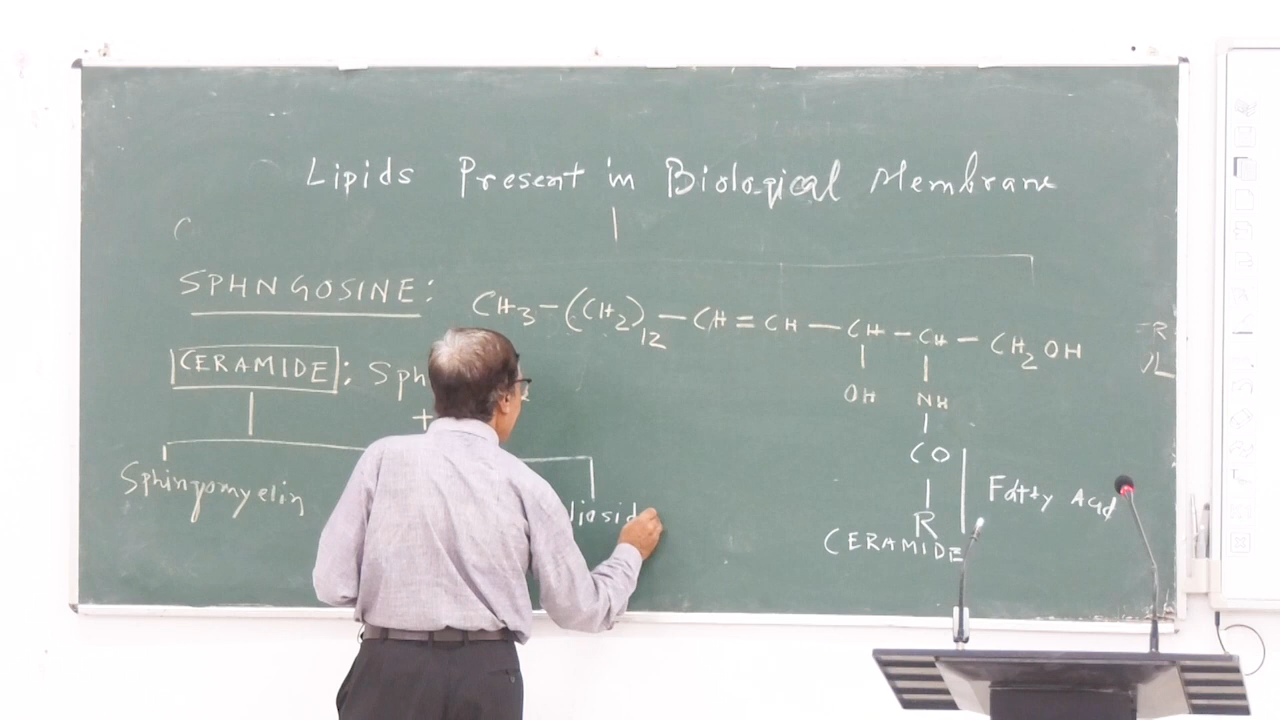 Lipids Present in Biological Membrane
SPHNGOSINE:
CH3-(CH2)12-CH=CH-CH-CH-CH2OH
OH NH
CO
R
Fatty Acid
CERAMIDE
CERAMIDE: Sph
+
Sphingomyelin